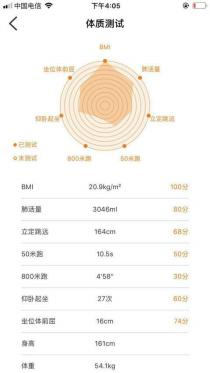 中国电信
下午4:05
体质测试
BMI
坐位体前屈
肺活量
仰卧起坐
立定跳远
已测试
未测试
800米跑
50米跑
BMI 20.9kg/m² 100分
肺活量 3046ml 80分
立定跳远 164cm 68分
50米跑 10.5s 50分
800米跑 4'58" 30分
仰卧起坐 27次 60分
坐位体前屈 16cm 74分
身高 161cm
体重 54.1kg